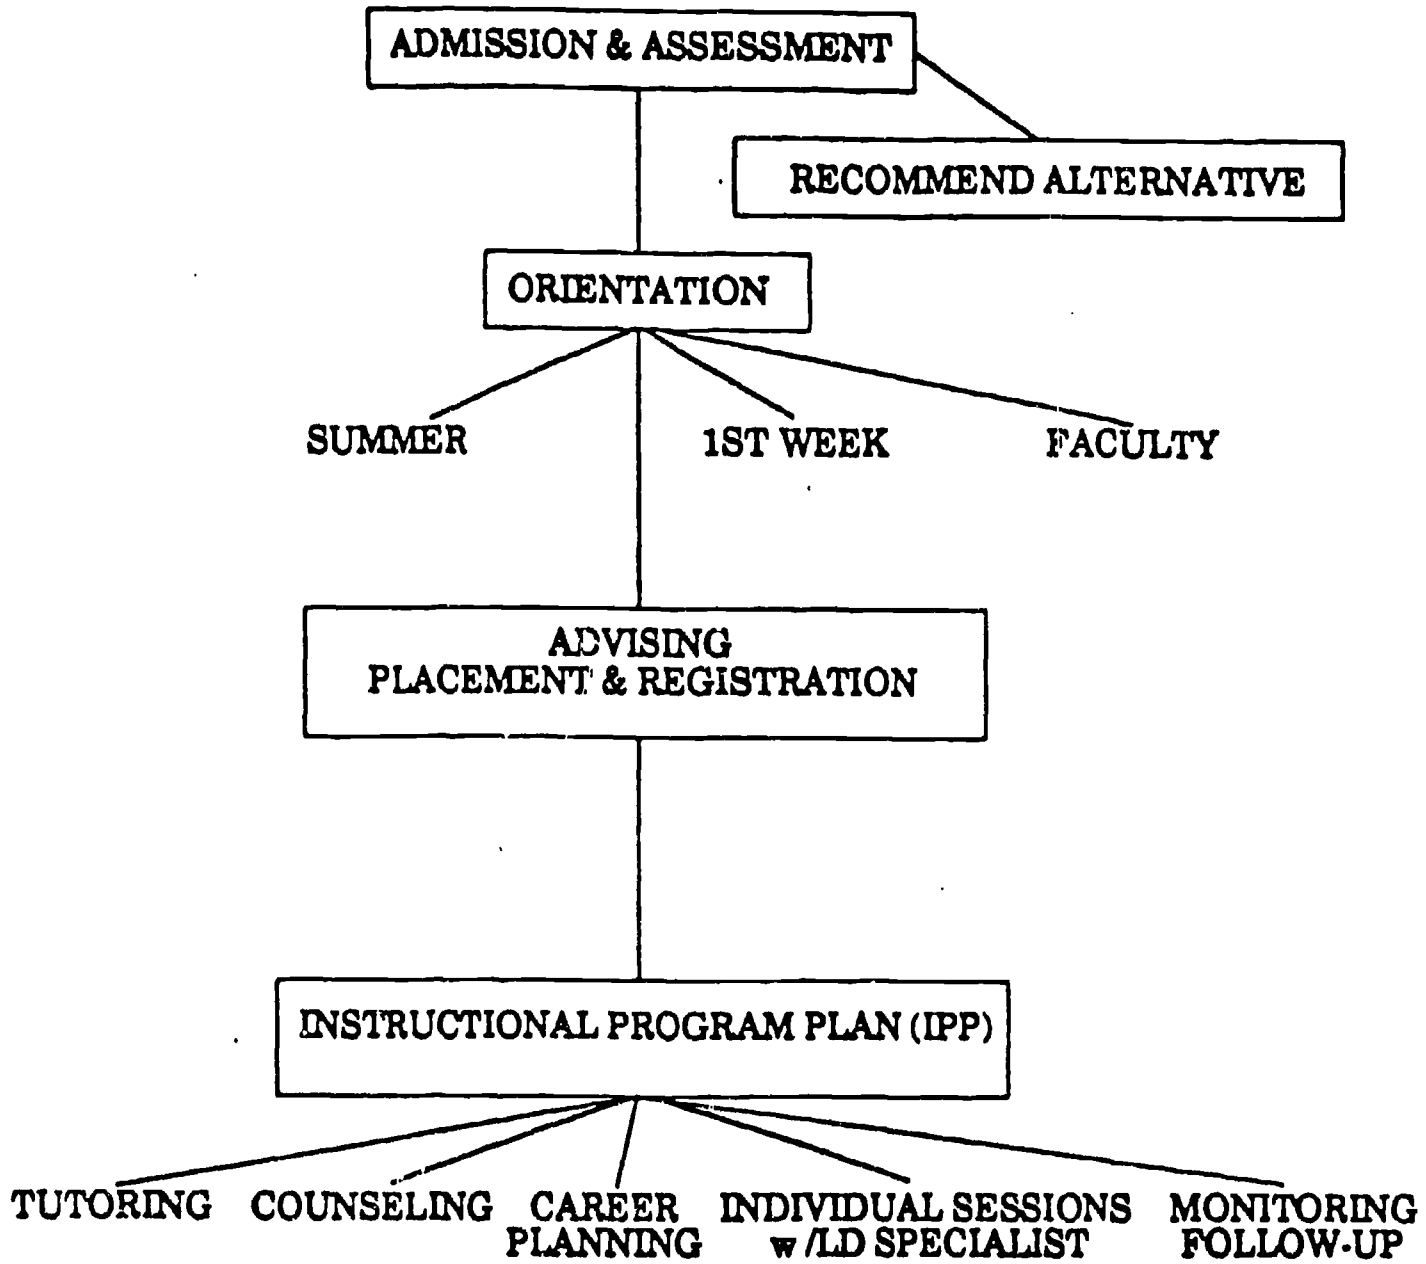 ADMISSION & ASSESSMENT
RECOMMEND ALTERNATIVE
ORIENTATION
SUMMER
1ST WEEK
FACULTY
ADVISING
PLACEMENT & REGISTRATION
INSTRUCTIONAL PROGRAM PLAN (IPP)
TUTORING
COUNSELING
CAREER
PLANNING
INDIVIDUAL SESSIONS
w/LD SPECIALIST
MONITORING
FOLLOW-UP